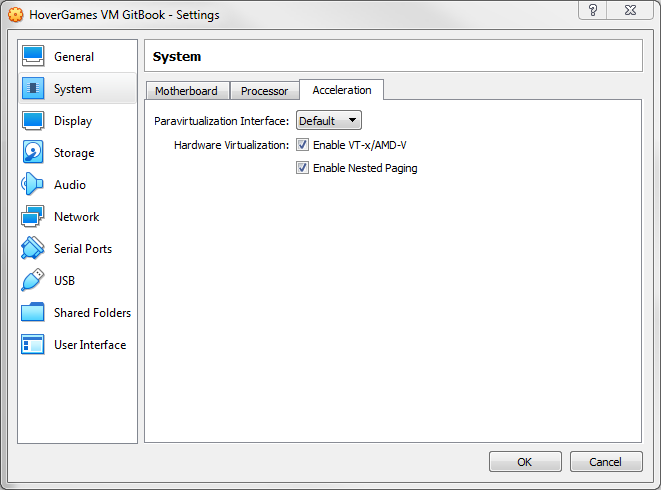 HoverGames VM GitBook - Settings
General
System
Display
Storage
Audio
Network
Serial Ports
USB
Shared Folders
User Interface
System
Motherboard Processor Acceleration
Paravirtualization Interface: Default
Hardware Virtualization: Enable VT-x/AMD-V
Enable Nested Paging
OK Cancel